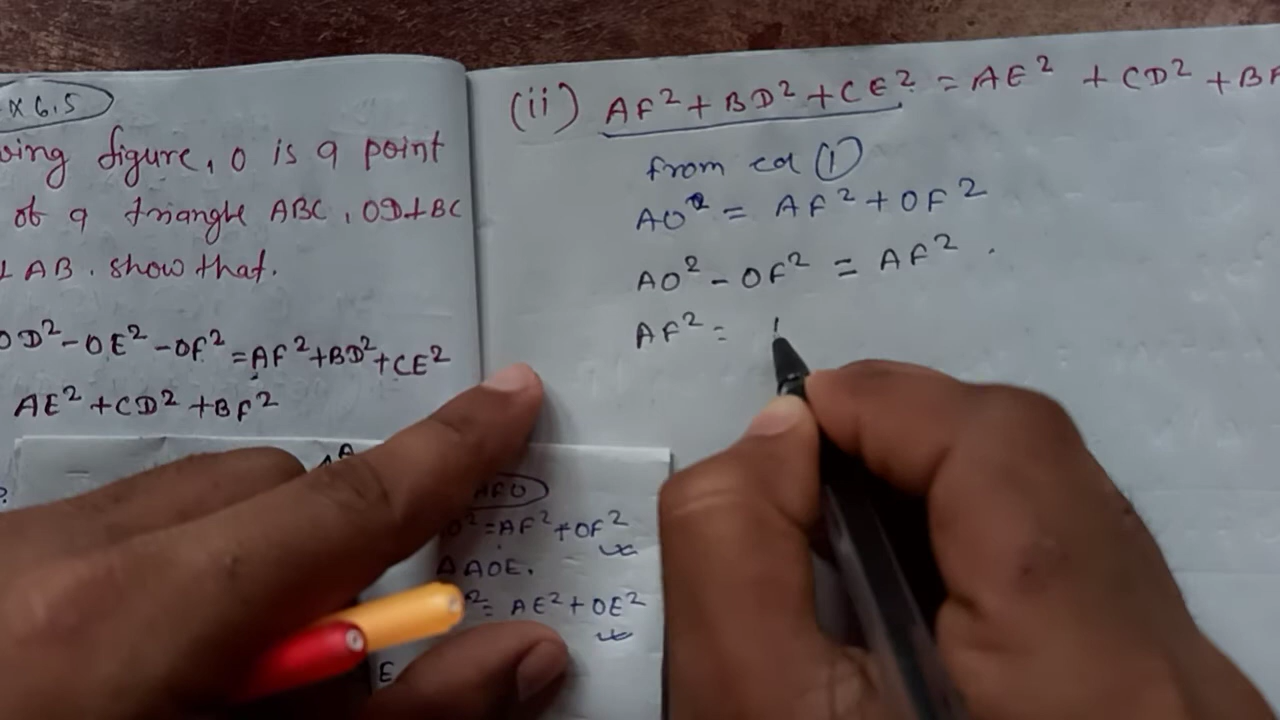 x 6.5
figure, O is a point
of a triangle ABC, OD⊥BC
⊥ AB. show that.
OD² - OE² - OF² = AF² + BD² + CE²
AE² + CD² + BF²
A
AFO
O² = AF² + OF²
Δ AOE.
² = AE² + OE²
E
(ii) AF² + BD² + CE² = AE² + CD² + BF
from eq (1)
AO² = AF² + OF²
AO² - OF² = AF².
AF² =